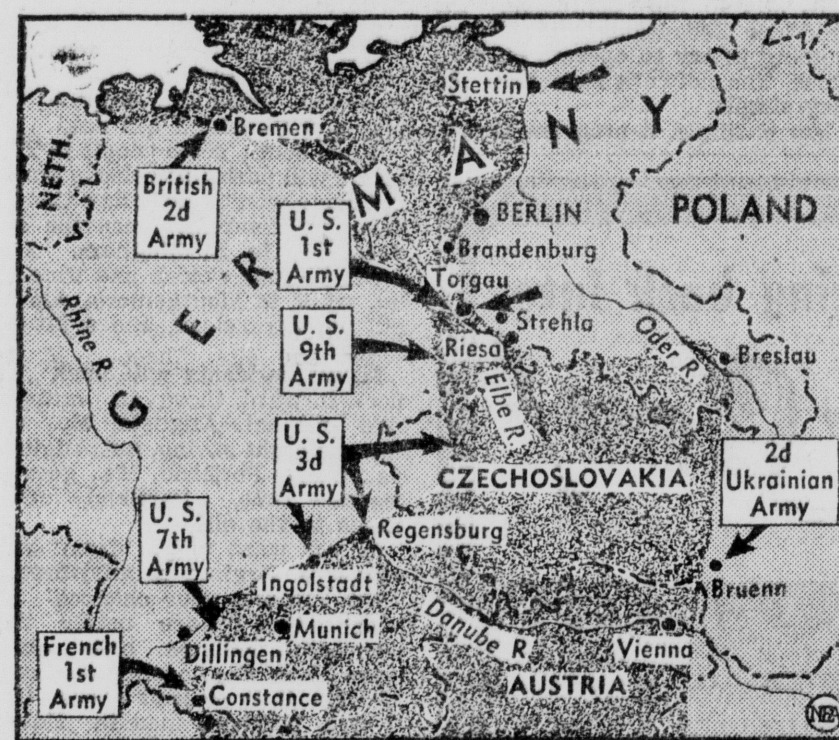 Stettin
Bremen
NETH.
British
2d
Army
GERMANY
U. S.
1st
Army
BERLIN
Brandenburg
POLAND
Torgau
Strehla
Rhine R.
U. S.
9th
Army
Riesa
Oder R.
Breslau
Elbe R.
U. S.
3d
Army
CZECHOSLOVAKIA
2d
Ukrainian
Army
U. S.
7th
Army
Regensburg
Ingolstadt
Bruenn
Munich
Danube R.
Vienna
Dillingen
French
1st
Army
Constance
AUSTRIA
NEA